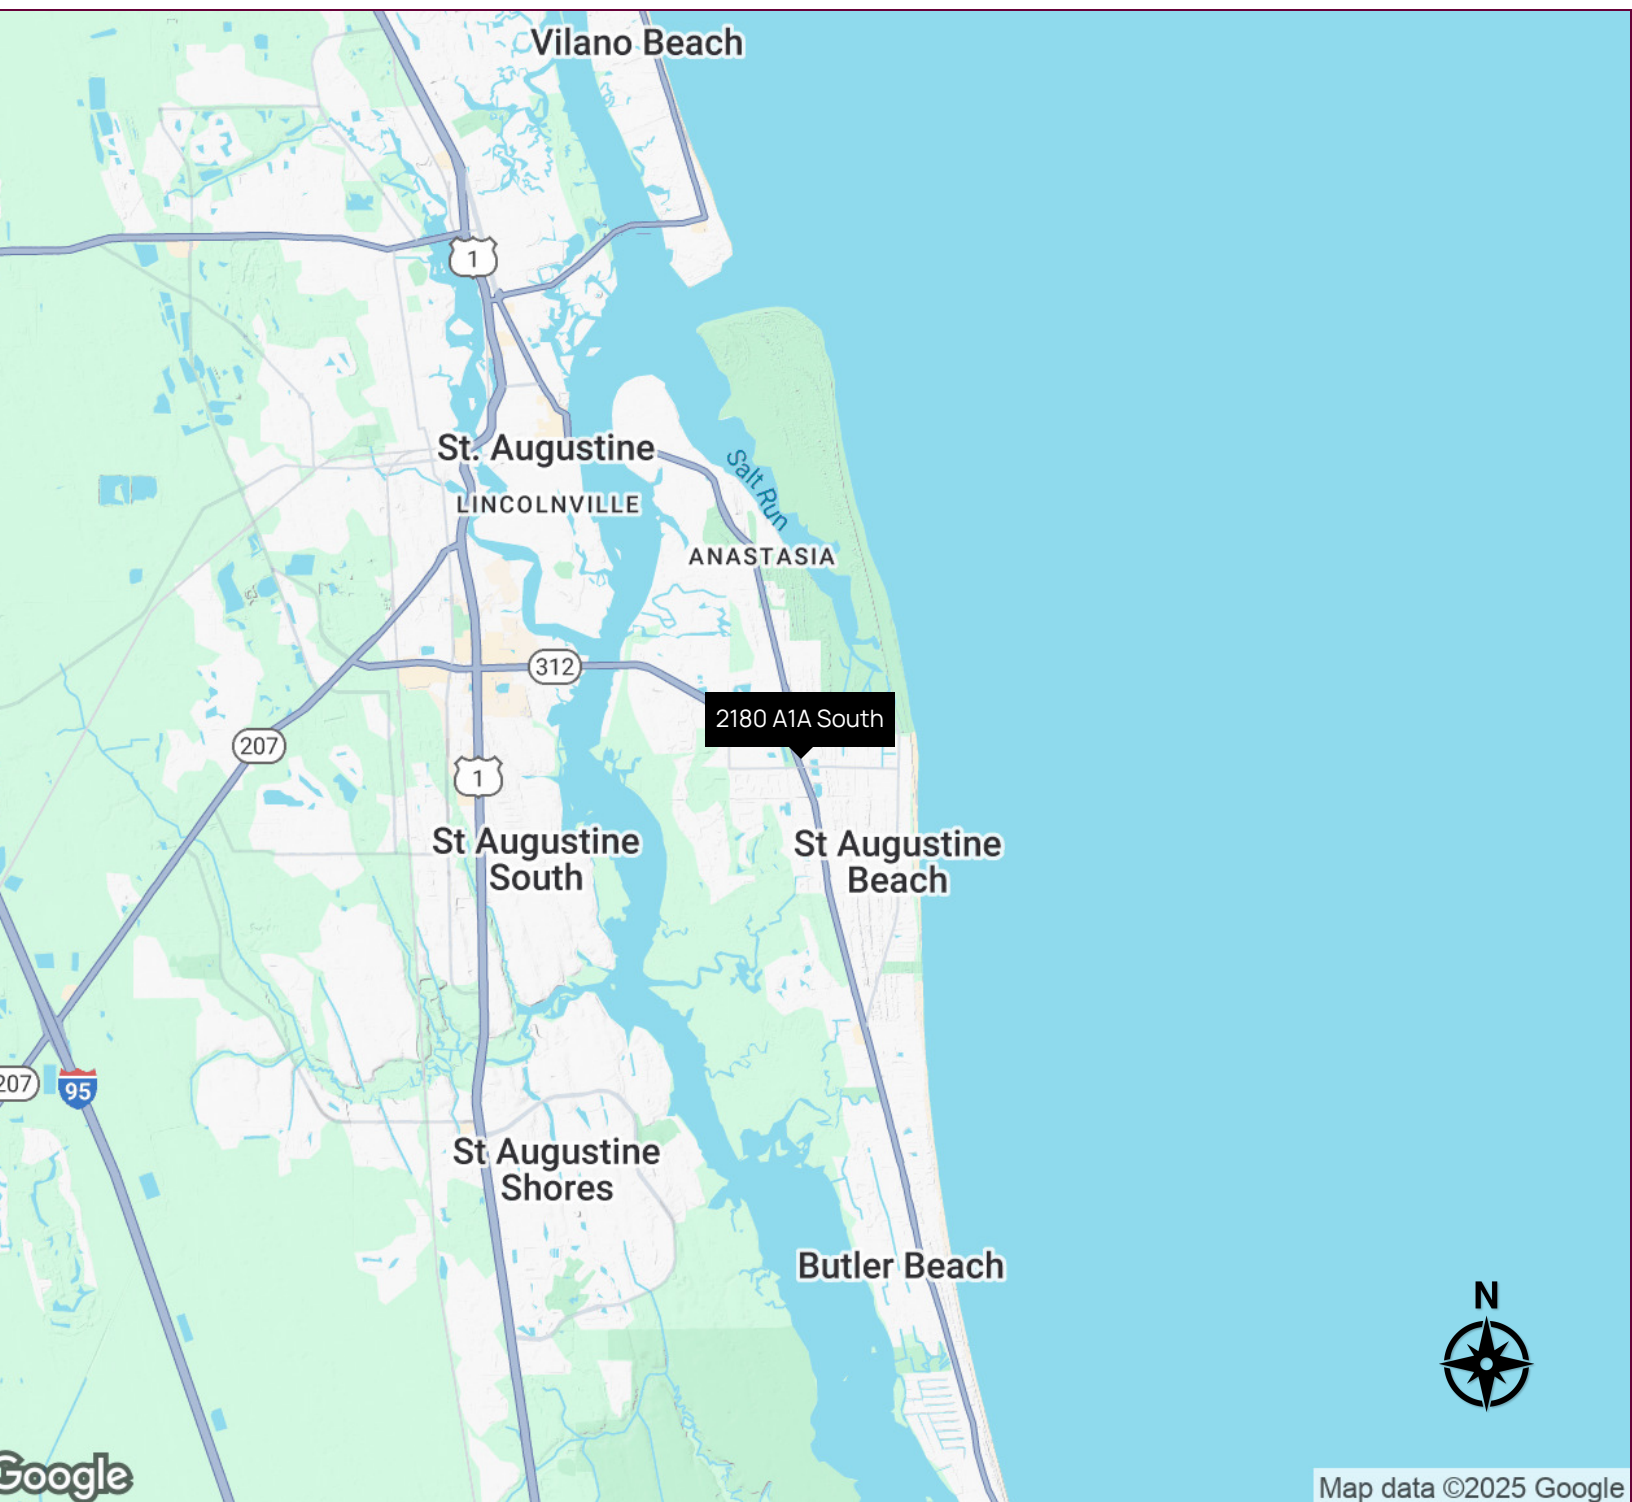 Vilano Beach
1
St. Augustine
LINCOLNVILLE
Salt Run
ANASTASIA
312
2180 A1A South
207
1
St Augustine
South
St Augustine
Beach
207
95
St Augustine
Shores
Butler Beach
N
Google
Map data ©2025 Google